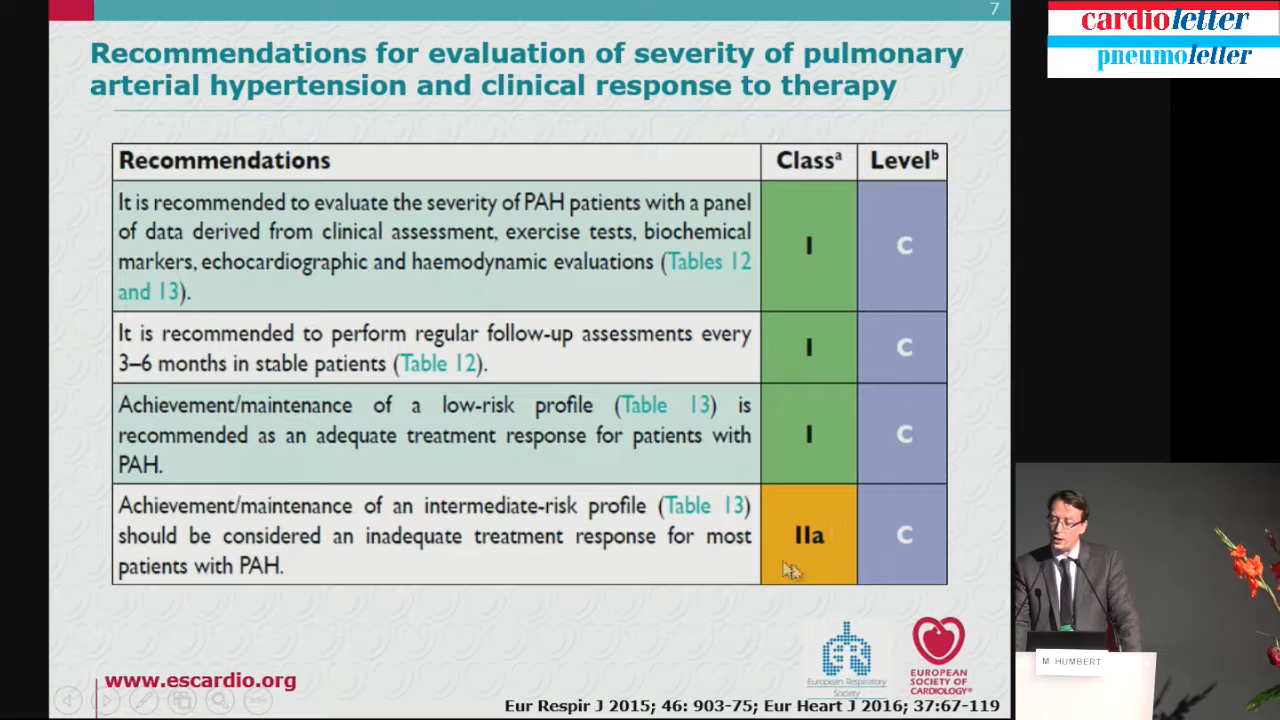 7
cardioletter
pneumoletter
Recommendations for evaluation of severity of pulmonary
arterial hypertension and clinical response to therapy
Recommendations Classᵃ Levelᵇ
It is recommended to evaluate the severity of PAH patients with a panel
of data derived from clinical assessment, exercise tests, biochemical
markers, echocardiographic and haemodynamic evaluations (Tables 12
and 13).
I C
It is recommended to perform regular follow-up assessments every
3–6 months in stable patients (Table 12).
I C
Achievement/maintenance of a low-risk profile (Table 13) is
recommended as an adequate treatment response for patients with
PAH.
I C
Achievement/maintenance of an intermediate-risk profile (Table 13)
should be considered an inadequate treatment response for most
patients with PAH.
IIa C
www.escardio.org
European Respiratory
Society
EUROPEAN
SOCIETY OF
CARDIOLOGY®
Eur Respir J 2015; 46: 903-75; Eur Heart J 2016; 37:67-119
M. HUMBERT